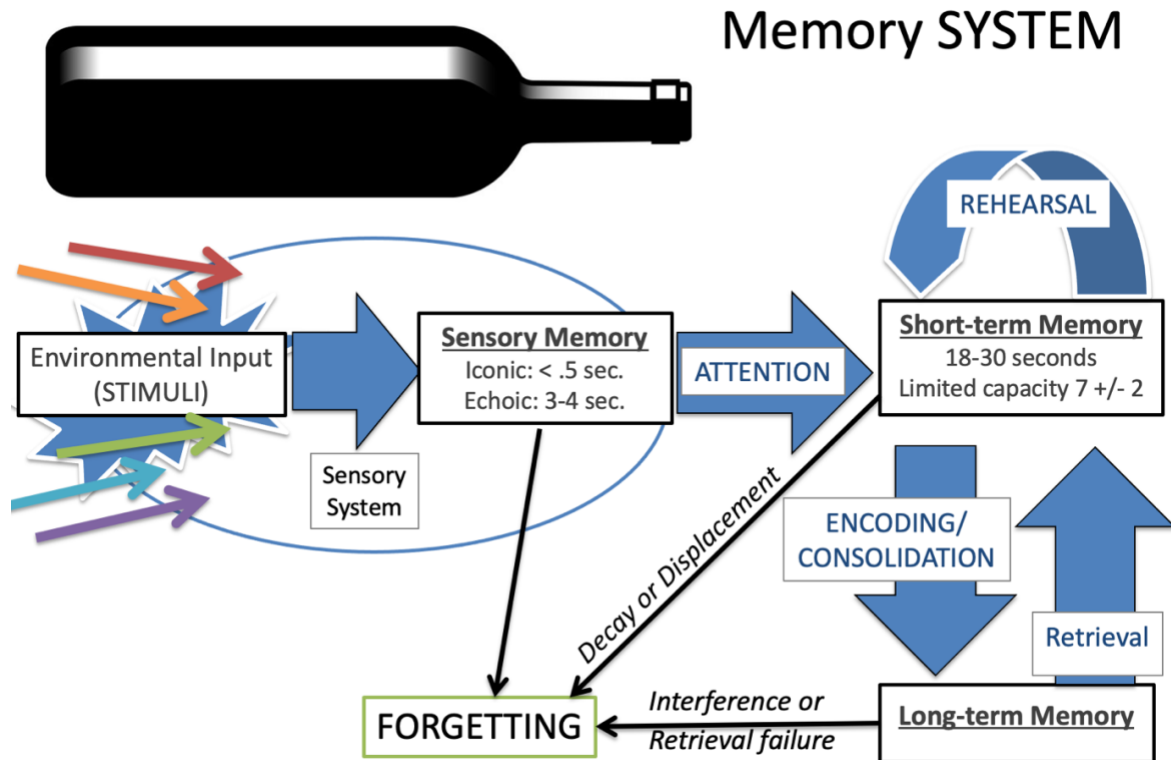 Memory SYSTEM
REHEARSAL
Environmental Input
(STIMULI)
Sensory
System
Sensory Memory
Iconic: < .5 sec.
Echoic: 3-4 sec.
ATTENTION
Short-term Memory
18-30 seconds
Limited capacity 7 +/- 2
ENCODING/
CONSOLIDATION
Retrieval
Decay or Displacement
FORGETTING
Interference or
Retrieval failure
Long-term Memory